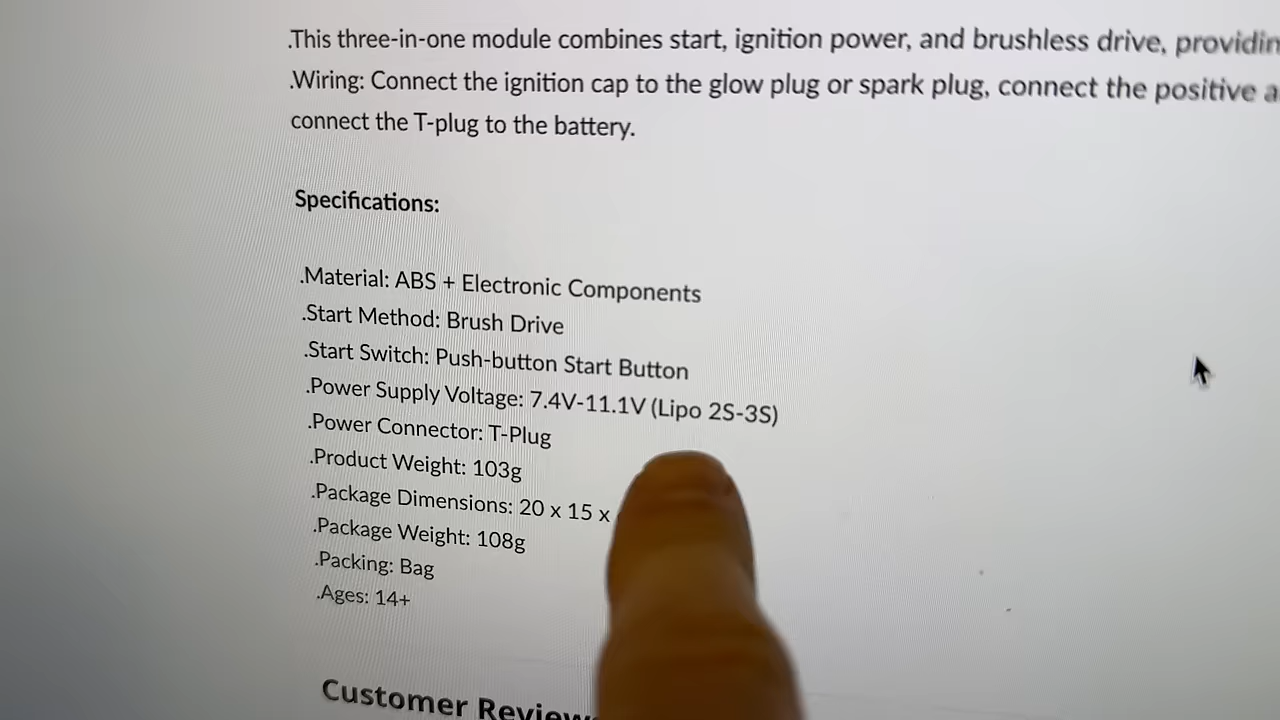 .This three-in-one module combines start, ignition power, and brushless drive, providin
.Wiring: Connect the ignition cap to the glow plug or spark plug, connect the positive a
connect the T-plug to the battery.
Specifications:
.Material: ABS + Electronic Components
.Start Method: Brush Drive
.Start Switch: Push-button Start Button
.Power Supply Voltage: 7.4V-11.1V (Lipo 2S-3S)
.Power Connector: T-Plug
.Product Weight: 103g
.Package Dimensions: 20 x 15 x
.Package Weight: 108g
.Packing: Bag
.Ages: 14+
Customer Review